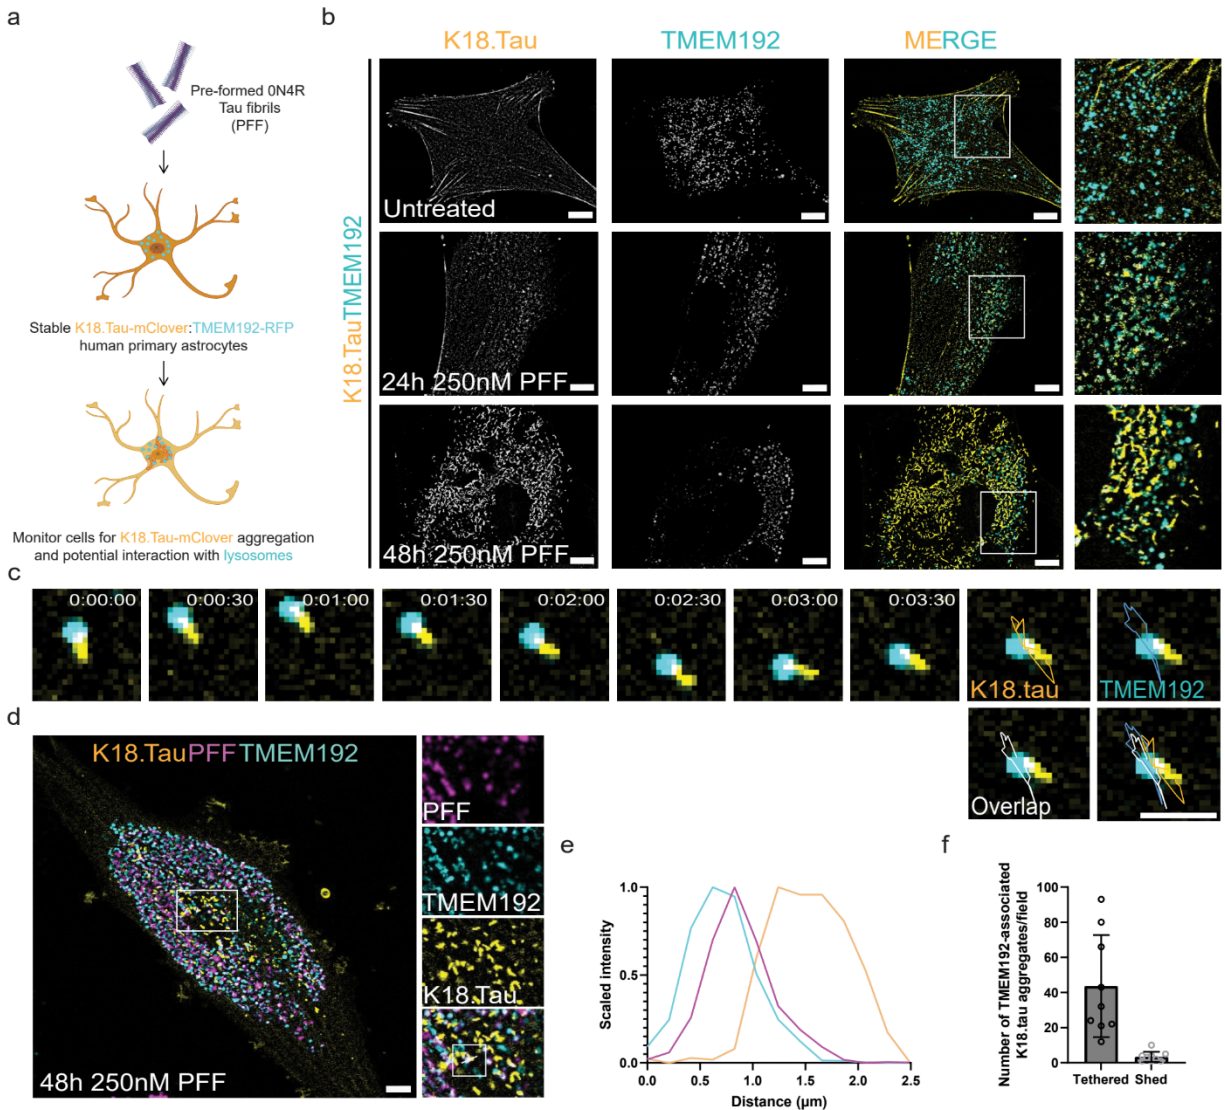 a
Pre-formed 0N4R
Tau fibrils
(PFF)
Stable K18.Tau-mClover:TMEM192-RFP
human primary astrocytes
Monitor cells for K18.Tau-mClover aggregation
and potential interaction with lysosomes
b
K18.Tau TMEM192 MERGE
K18.TauTMEM192
Untreated
24h 250nM PFF
48h 250nM PFF
c
0:00:00 0:00:30 0:01:00 0:01:30 0:02:00 0:02:30 0:03:00 0:03:30
K18.tau TMEM192
Overlap
d
K18.TauPFFTMEM192
48h 250nM PFF
PFF
TMEM192
K18.Tau
e
Scaled intensity
1.0
0.5
0.0
0.0 0.5 1.0 1.5 2.0 2.5
Distance (µm)
f
Number of TMEM192-associated
K18.tau aggregates/field
100
80
60
40
20
0
Tethered Shed